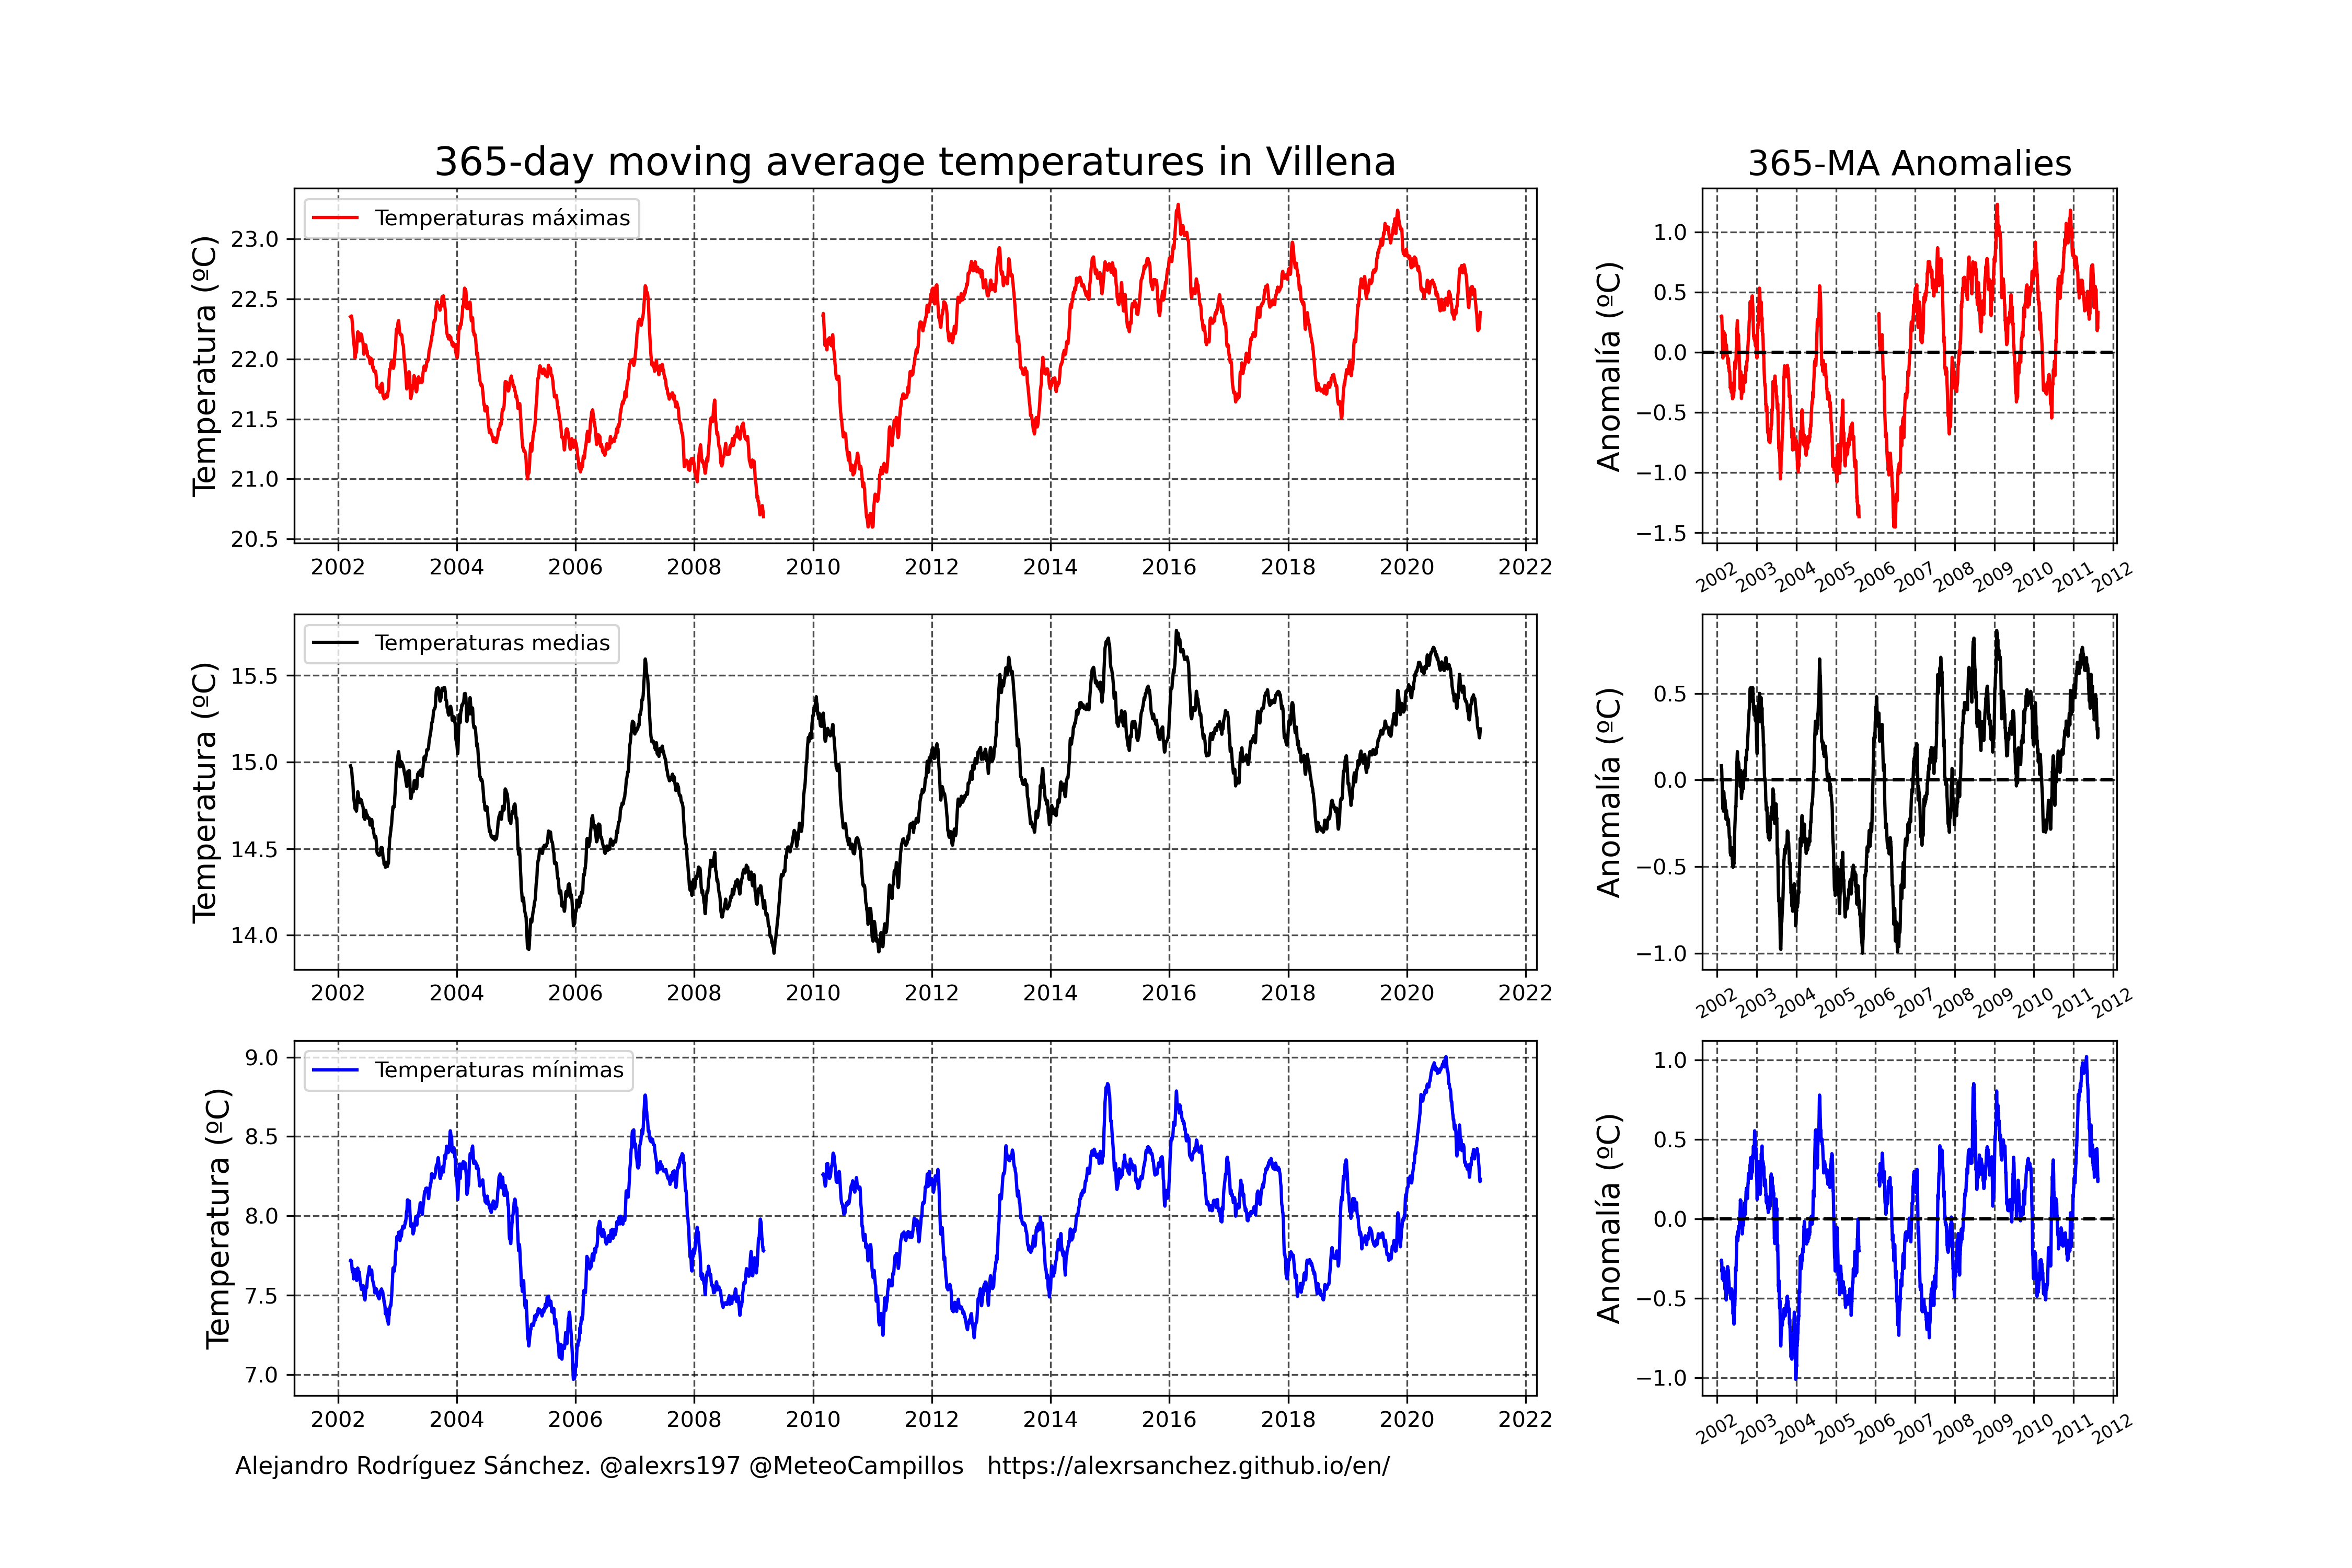 365-day moving average temperatures in Villena
365-MA Anomalies
Temperatura (ºC)
Temperaturas máximas
23.0
22.5
22.0
21.5
21.0
20.5
2002 2004 2006 2008 2010 2012 2014 2016 2018 2020 2022
Anomalía (ºC)
1.0
0.5
0.0
−0.5
−1.0
−1.5
2002 2003 2004 2005 2006 2007 2008 2009 2010 2011 2012
Temperatura (ºC)
Temperaturas medias
15.5
15.0
14.5
14.0
2002 2004 2006 2008 2010 2012 2014 2016 2018 2020 2022
Anomalía (ºC)
0.5
0.0
−0.5
−1.0
2002 2003 2004 2005 2006 2007 2008 2009 2010 2011 2012
Temperatura (ºC)
Temperaturas mínimas
9.0
8.5
8.0
7.5
7.0
2002 2004 2006 2008 2010 2012 2014 2016 2018 2020 2022
Anomalía (ºC)
1.0
0.5
0.0
−0.5
−1.0
2002 2003 2004 2005 2006 2007 2008 2009 2010 2011 2012
Alejandro Rodríguez Sánchez. @alexrs197 @MeteoCampillos https://alexrsanchez.github.io/en/